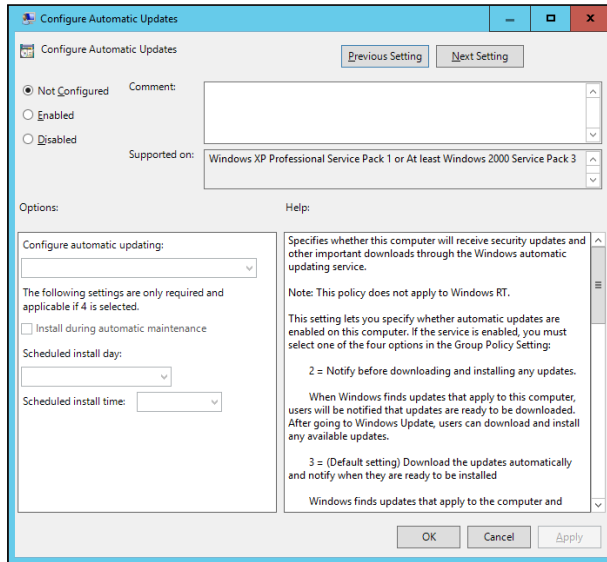 Configure Automatic Updates
Configure Automatic Updates
Previous Setting
Next Setting
Not Configured
Comment:
Enabled
Disabled
Supported on:
Windows XP Professional Service Pack 1 or At least Windows 2000 Service Pack 3
Options:
Help:
Configure automatic updating:
The following settings are only required and
applicable if 4 is selected.
Install during automatic maintenance
Scheduled install day:
Scheduled install time:
Specifies whether this computer will receive security updates and
other important downloads through the Windows automatic
updating service.
Note: This policy does not apply to Windows RT.
This setting lets you specify whether automatic updates are
enabled on this computer. If the service is enabled, you must
select one of the four options in the Group Policy Setting:
2 = Notify before downloading and installing any updates.
When Windows finds updates that apply to this computer,
users will be notified that updates are ready to be downloaded.
After going to Windows Update, users can download and install
any available updates.
3 = (Default setting) Download the updates automatically
and notify when they are ready to be installed
Windows finds updates that apply to the computer and
OK
Cancel
Apply